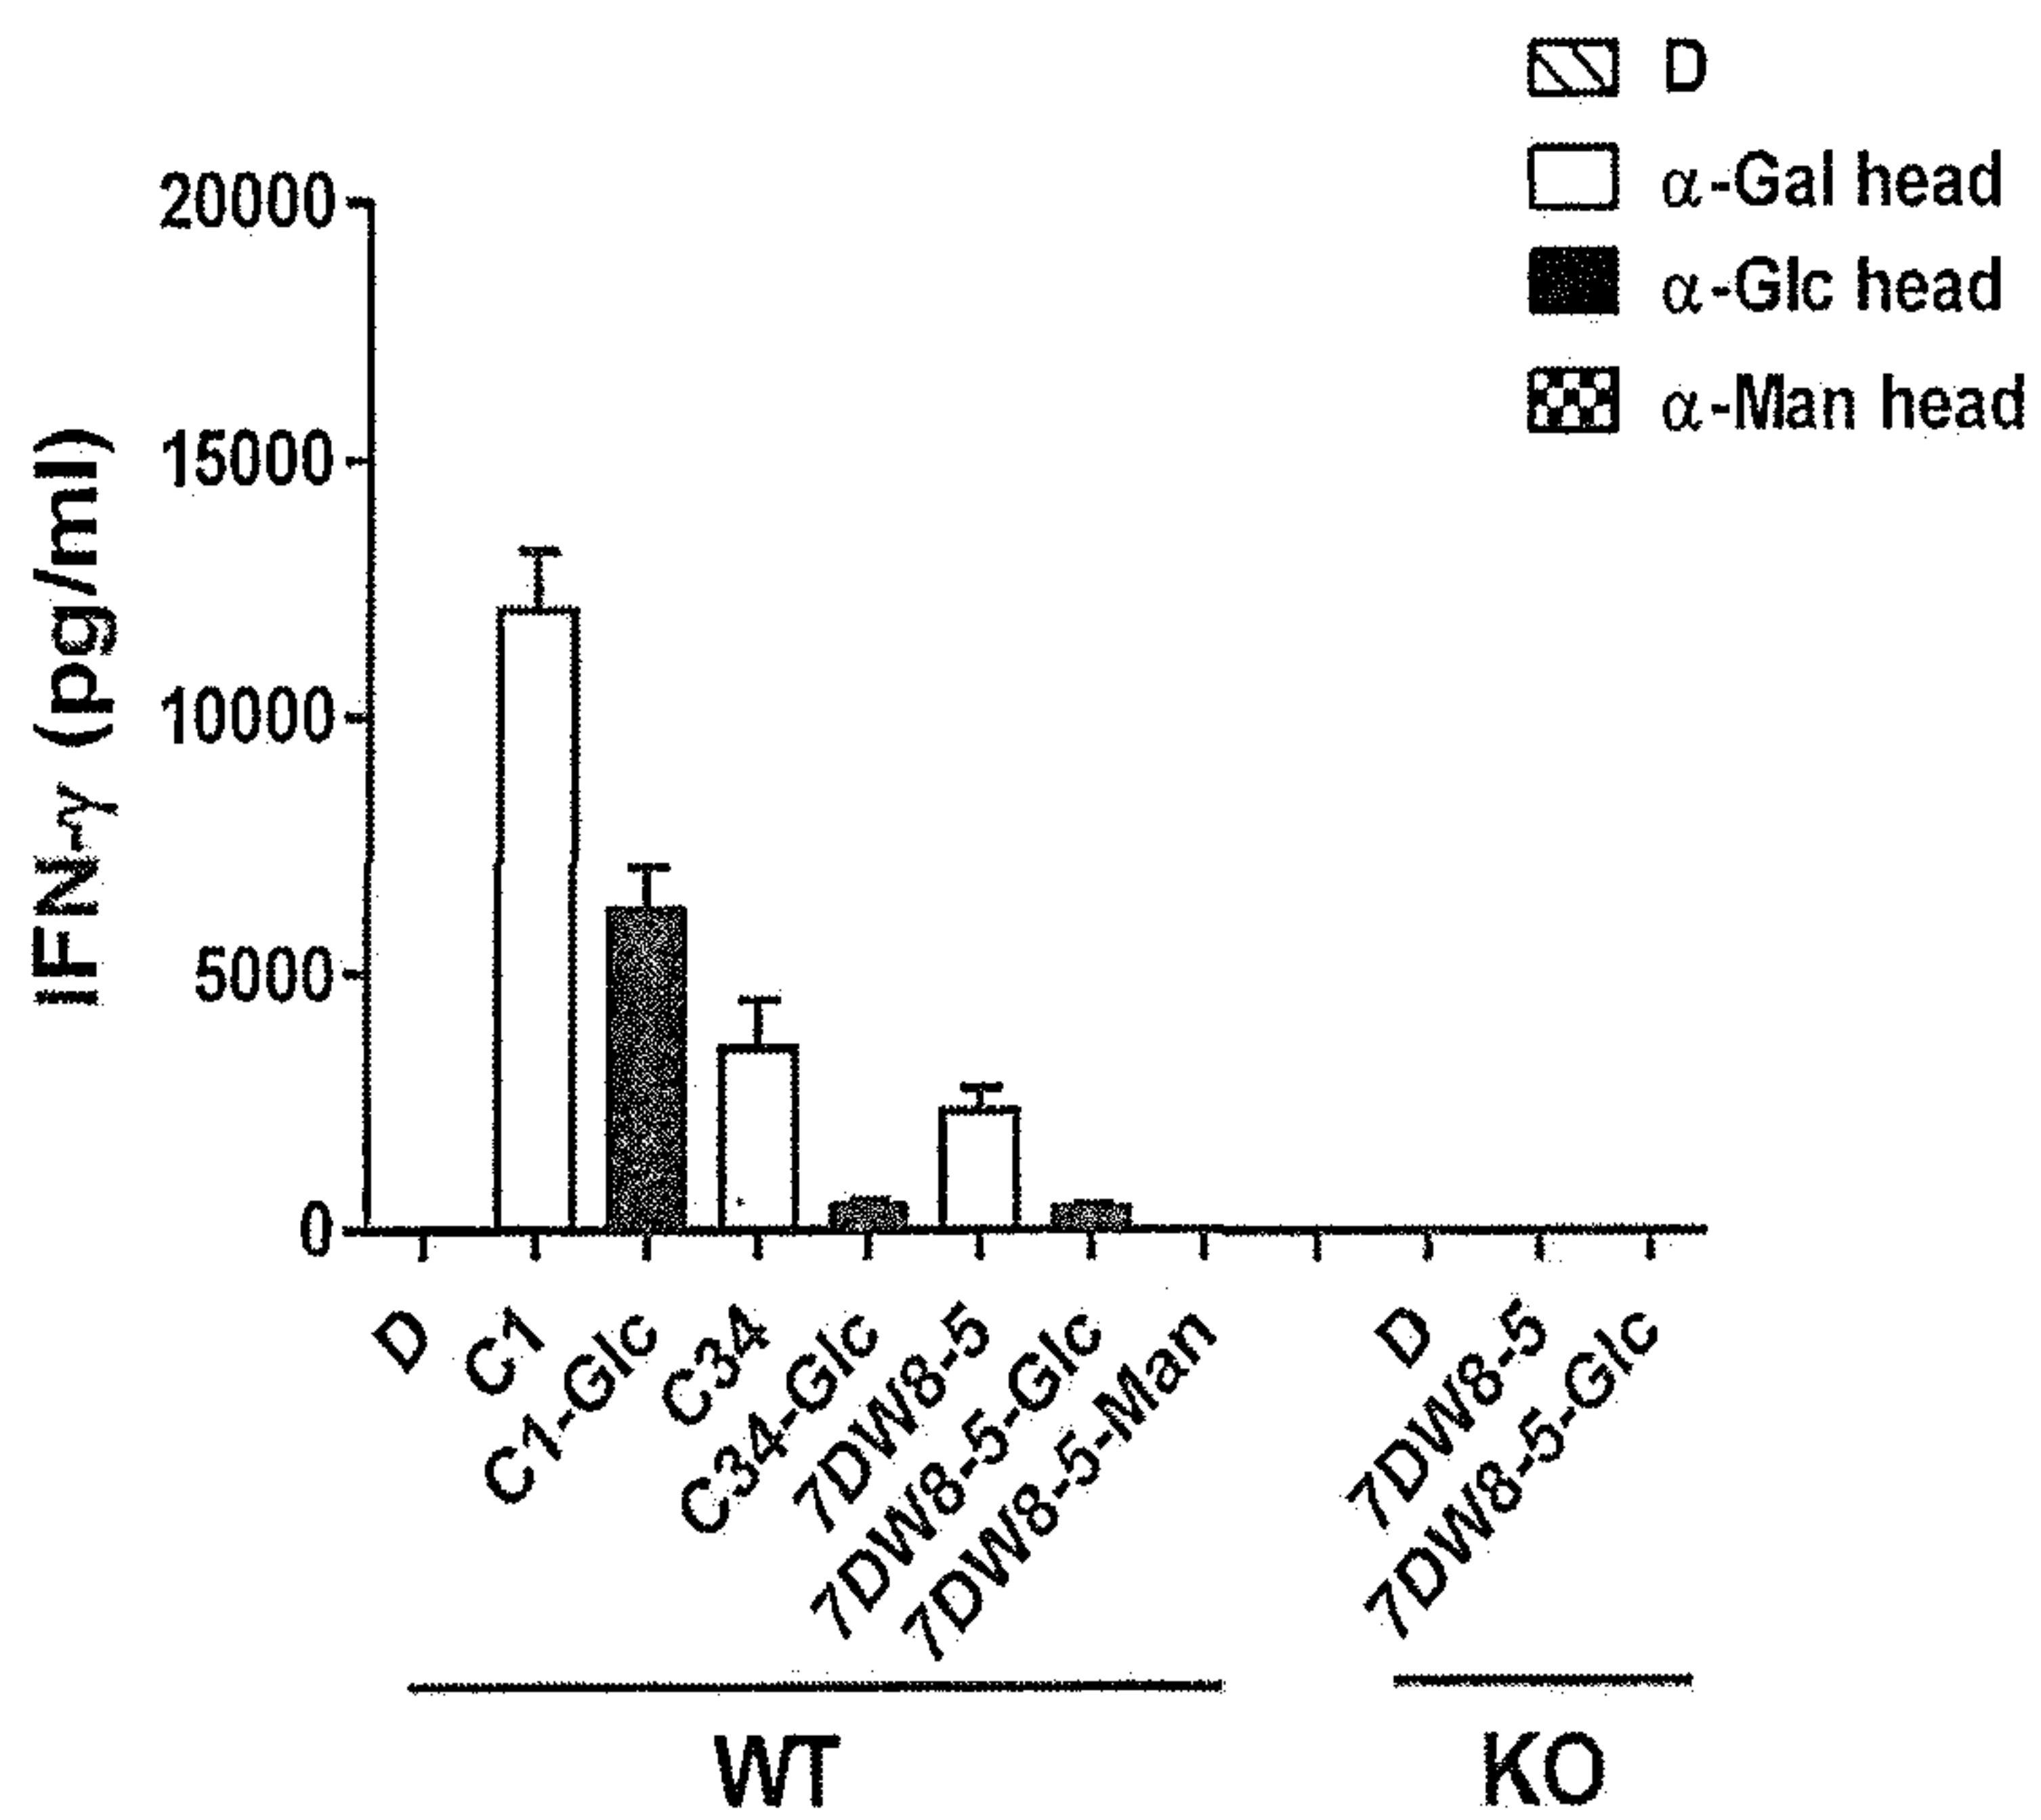 D
α-Gal head
α-Glc head
α-Man head
IFN-γ (pg/ml)
20000
15000
10000
5000
0
D
C1
C1-Glc
C34
C34-Glc
7DW8-5
7DW8-5-Glc
7DW8-5-Man
D
7DW8-5
7DW8-5-Glc
WT
KO